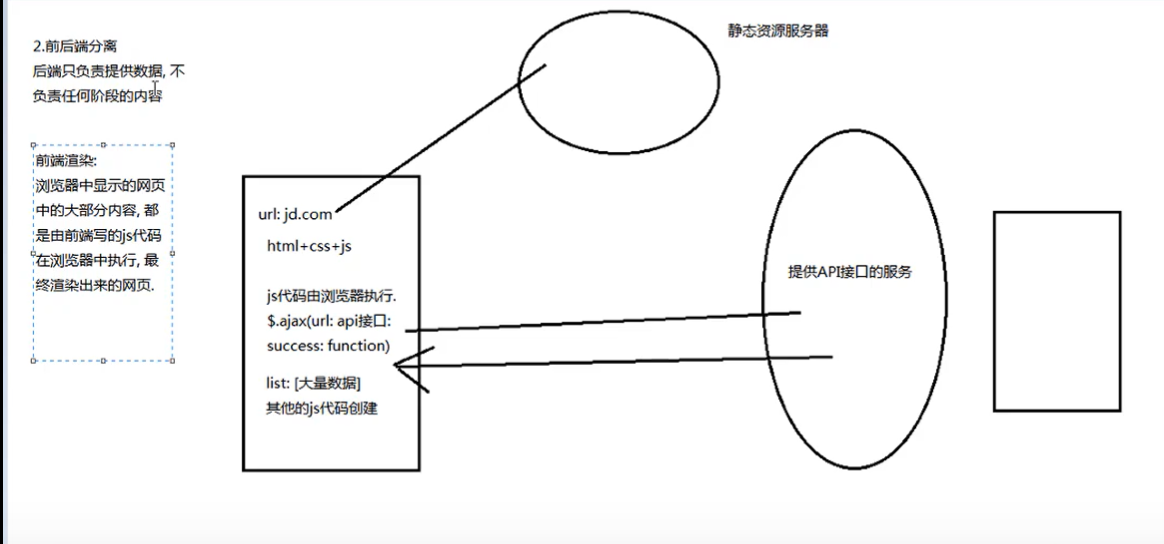 2.前后端分离
后端只负责提供数据, 不
负责任何阶段的内容
前端渲染:
浏览器中显示的网页
中的大部分内容, 都
是由前端写的js代码
在浏览器中执行, 最
终渲染出来的网页.
静态资源服务器
url: jd.com
html+css+js
js代码由浏览器执行.
$.ajax(url: api接口:
success: function)
list: [大量数据]
其他的js代码创建
提供API接口的服务